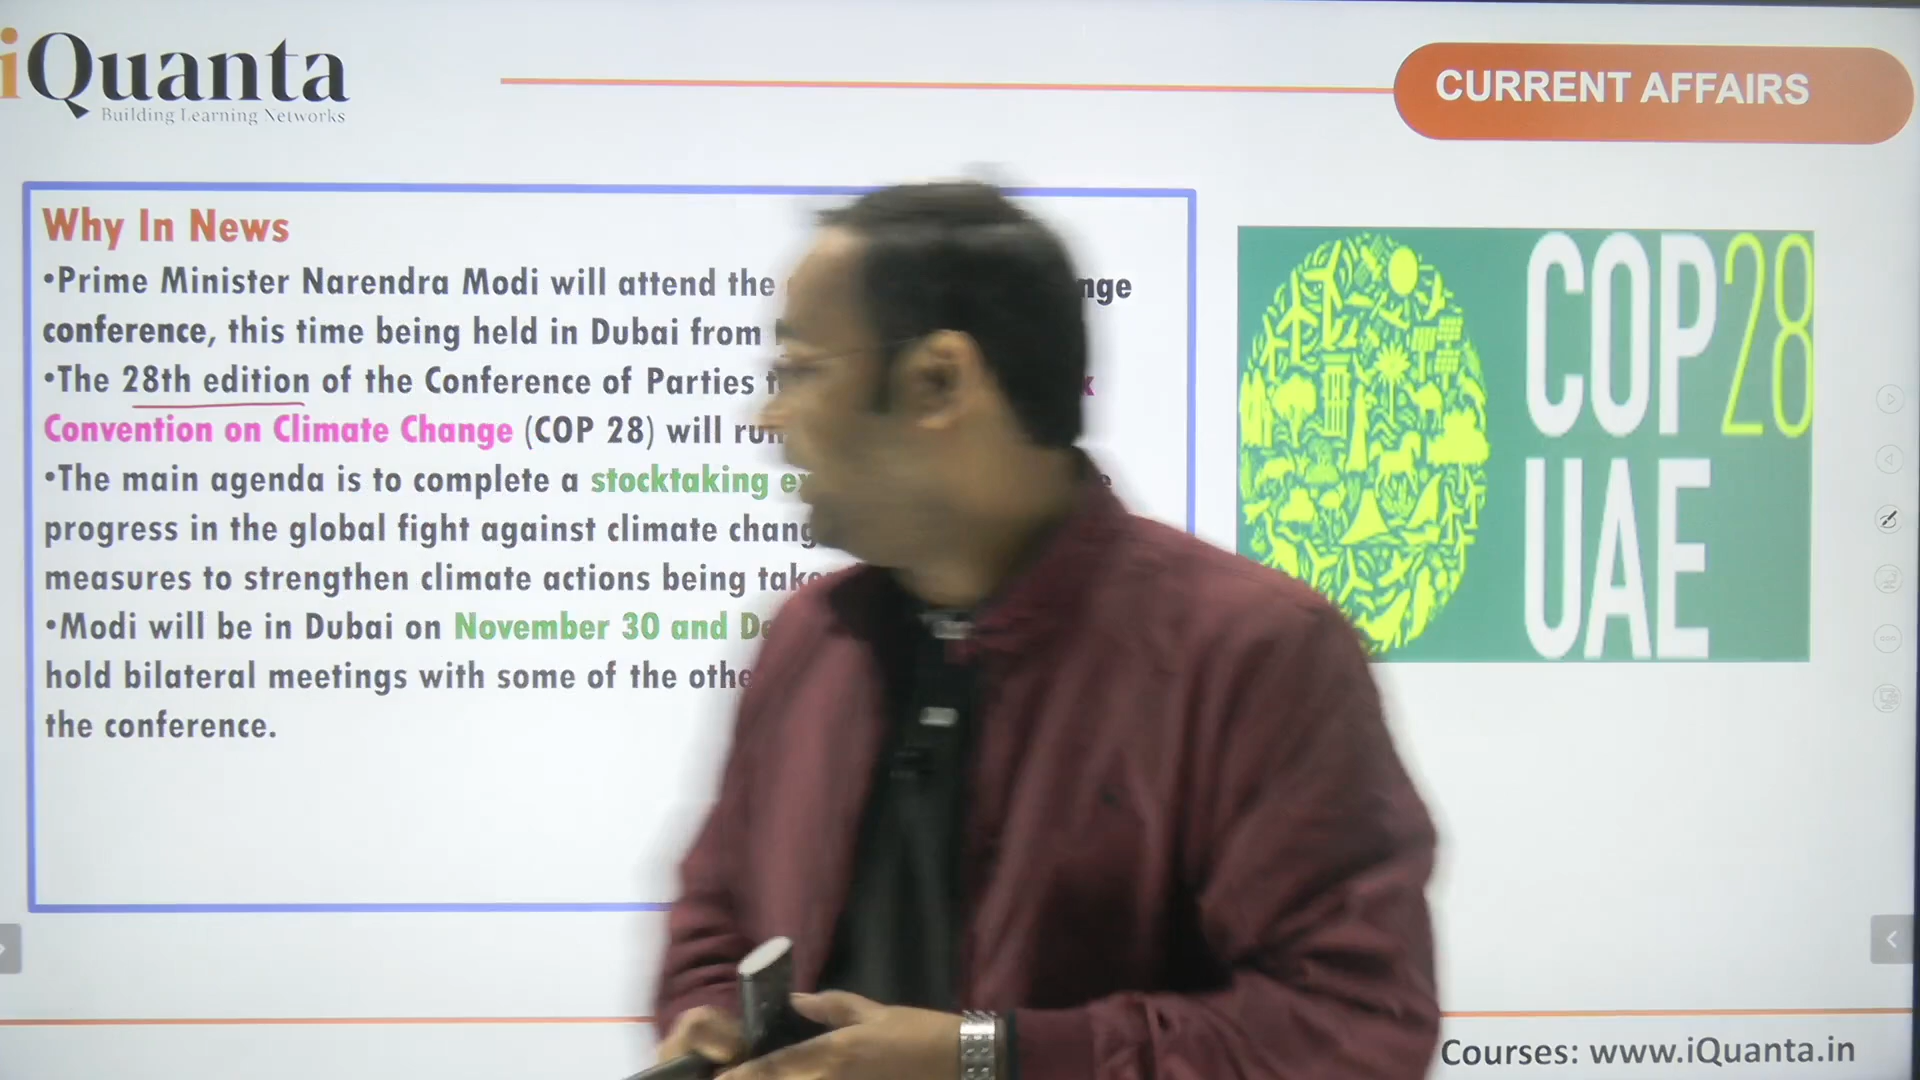 iQuanta
Building Learning Networks
CURRENT AFFAIRS
Why In News
•Prime Minister Narendra Modi will attend the
conference, this time being held in Dubai from
•The 28th edition of the Conference of Parties
Convention on Climate Change (COP 28) will run
•The main agenda is to complete a stocktaking
progress in the global fight against climate
measures to strengthen climate actions being
•Modi will be in Dubai on November 30 and
hold bilateral meetings with some of the
the conference.
COP28
UAE
Courses: www.iQuanta.in